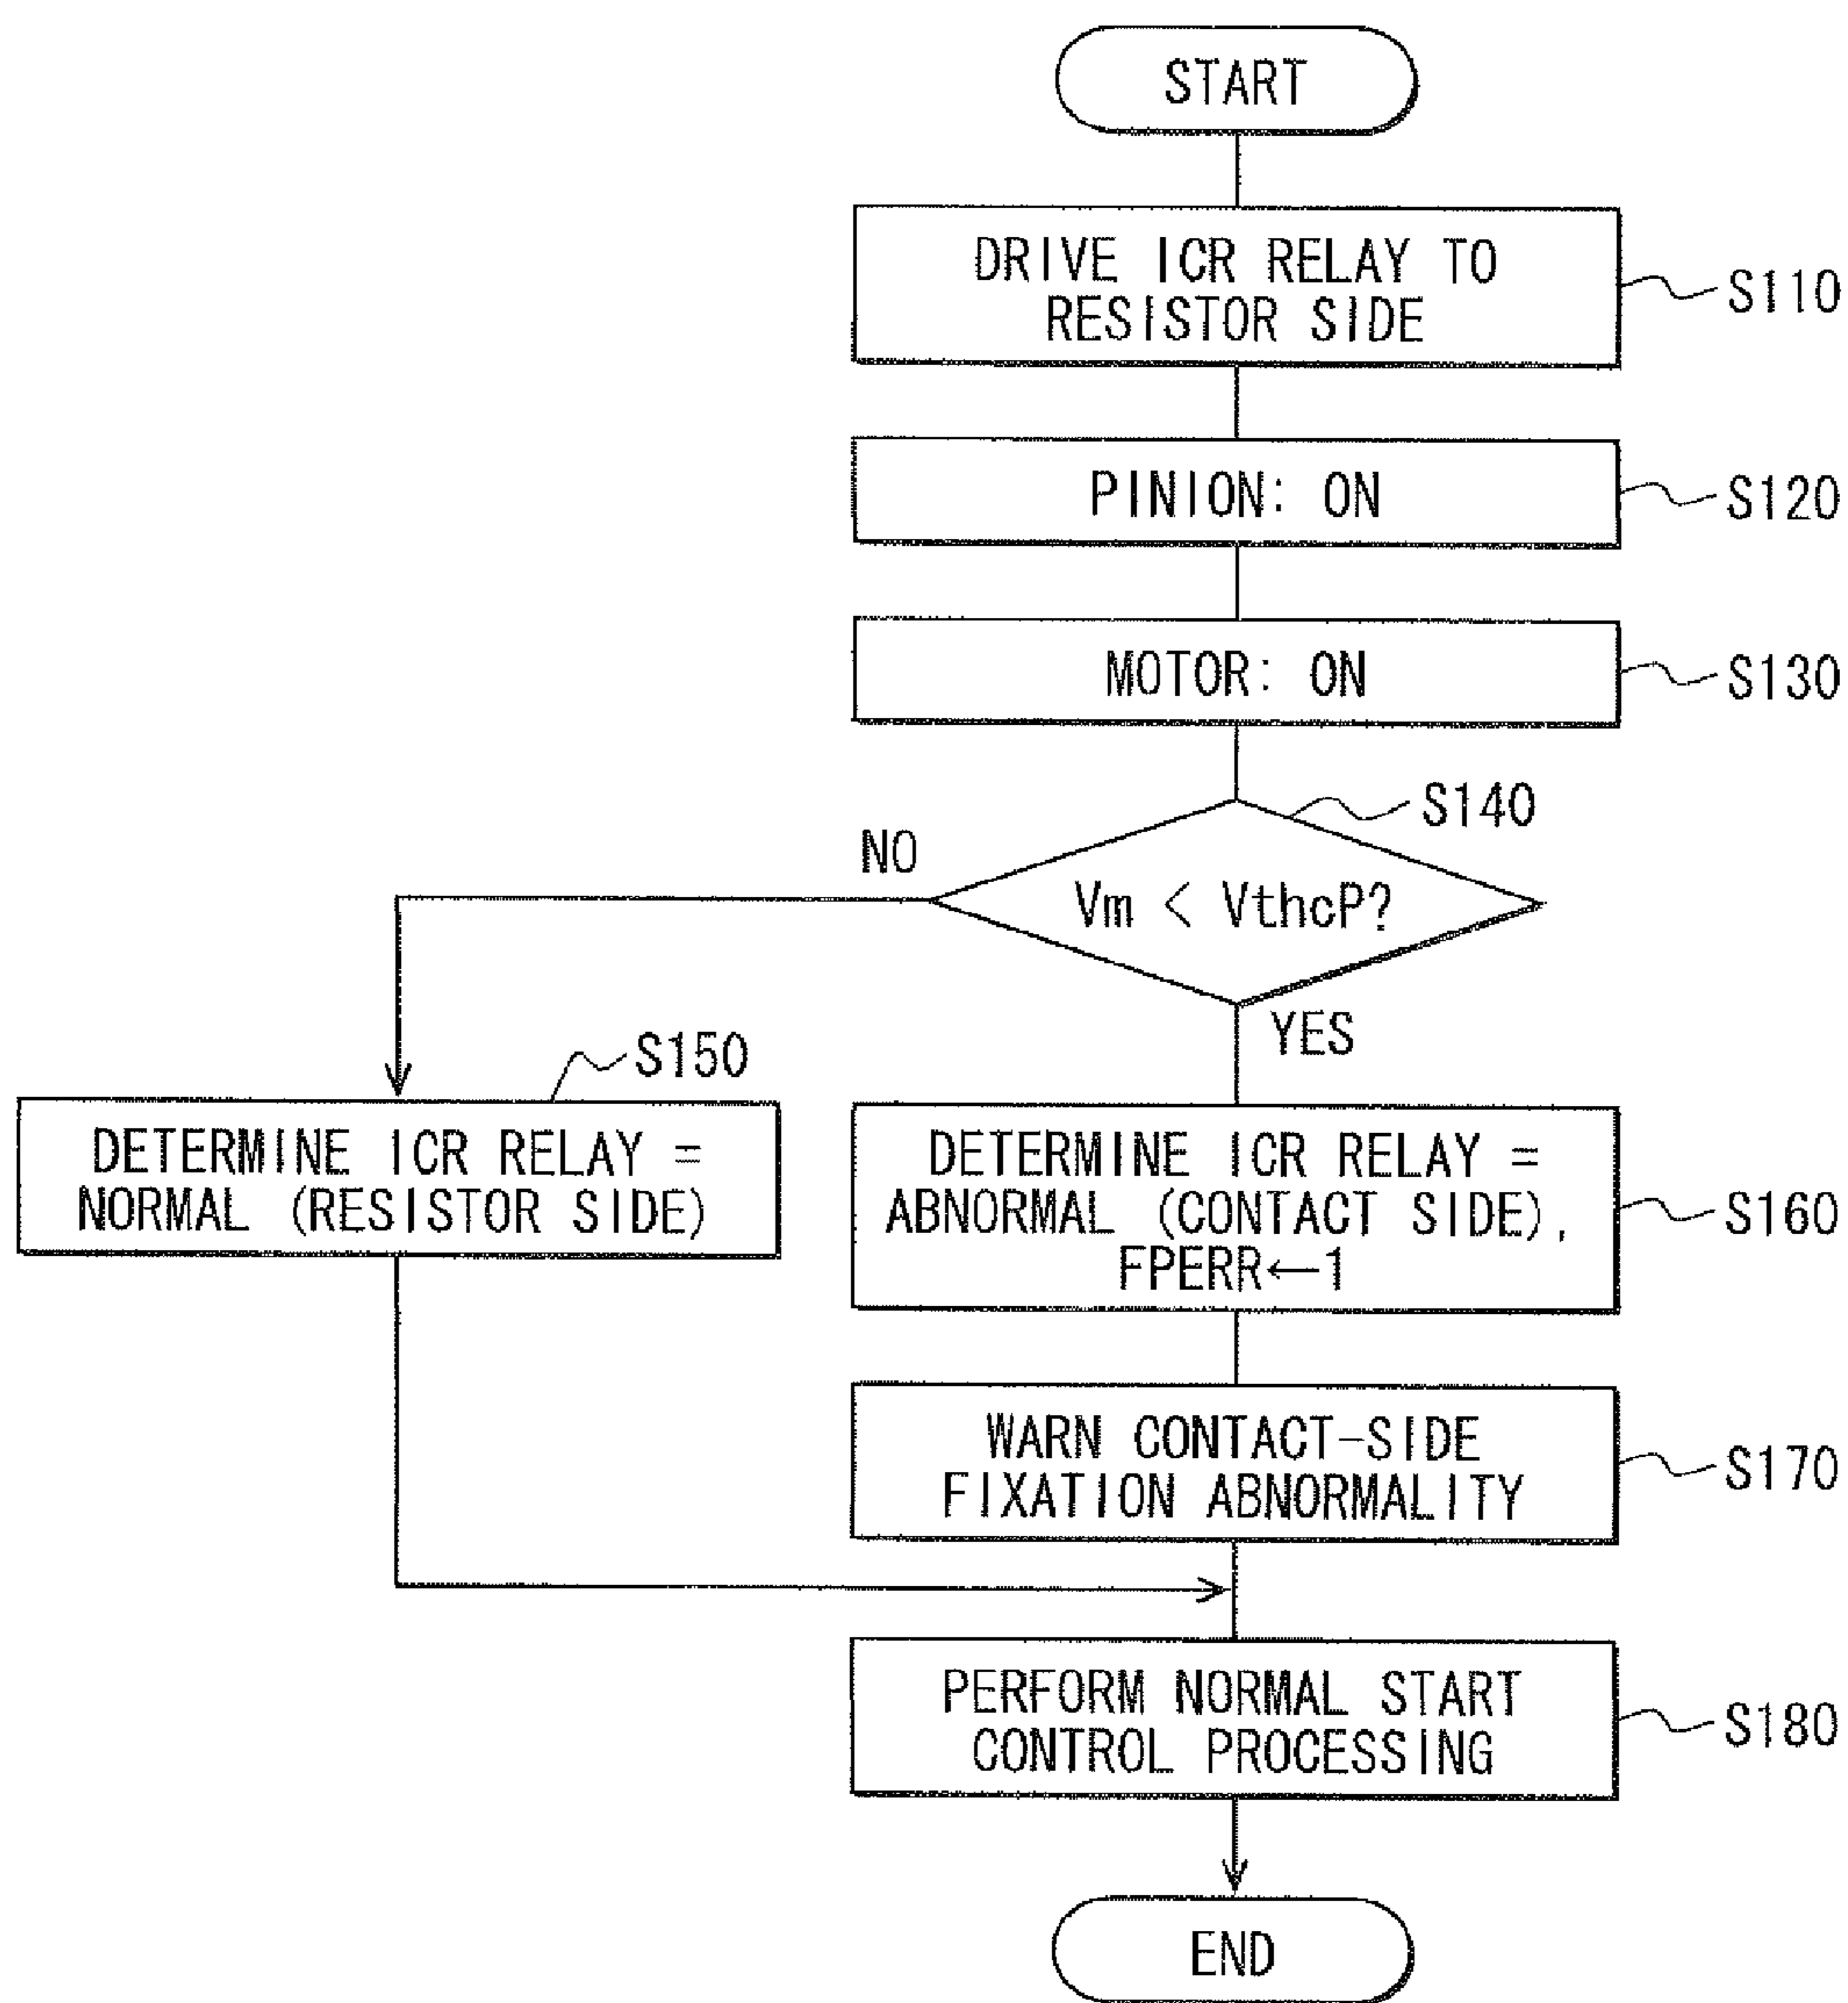 START
DRIVE ICR RELAY TO
RESISTOR SIDE
S110
PINION: ON
S120
MOTOR: ON
S130
S140
Vm < VthcP?
NO
YES
S150
DETERMINE ICR RELAY =
NORMAL (RESISTOR SIDE)
DETERMINE ICR RELAY =
ABNORMAL (CONTACT SIDE),
FPERR←1
S160
WARN CONTACT-SIDE
FIXATION ABNORMALITY
S170
PERFORM NORMAL START
CONTROL PROCESSING
S180
END